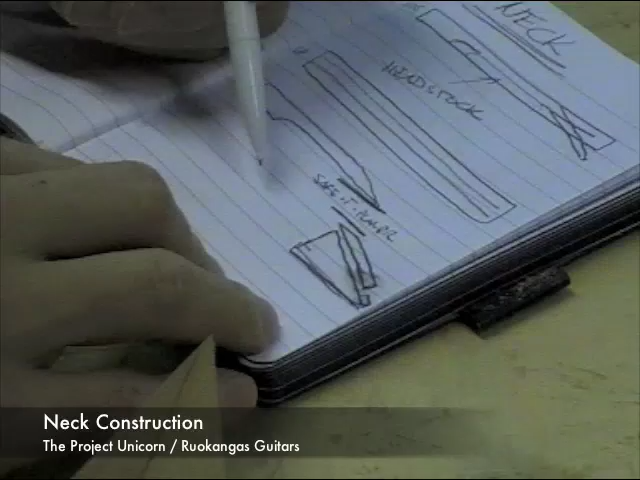 NECK
HEADSTOCK
Neck Construction
The Project Unicorn / Ruokangas Guitars